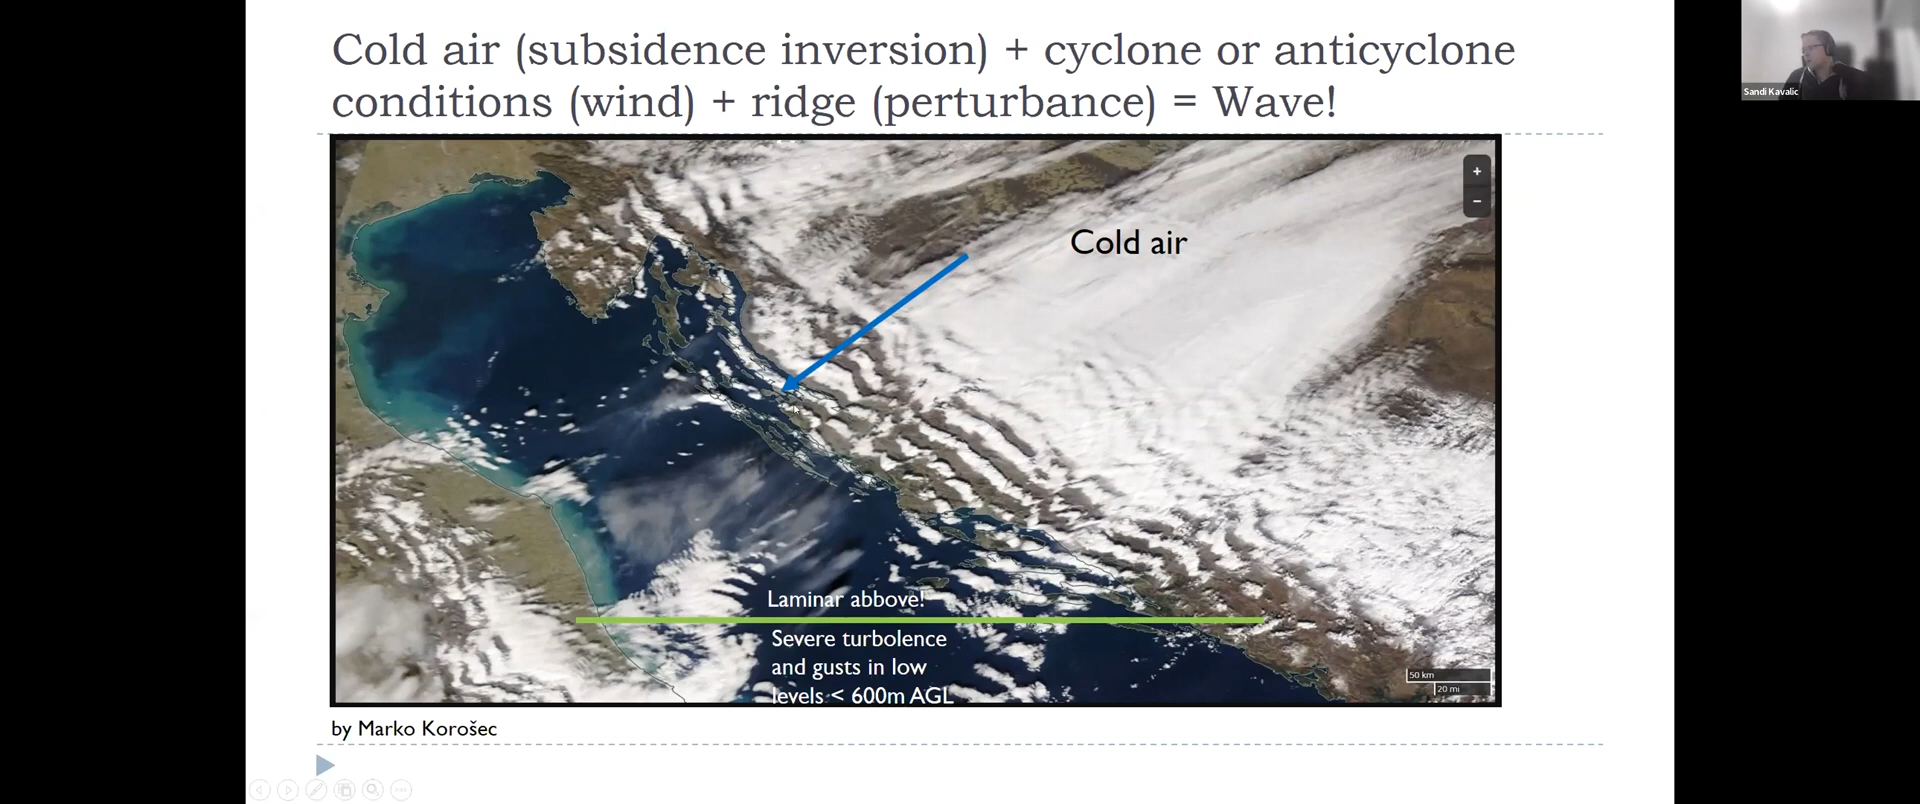 Cold air (subsidence inversion) + cyclone or anticyclone
conditions (wind) + ridge (perturbance) = Wave!
Sandi Kavalic
+
−
Cold air
Laminar abbove!
Severe turbolence
and gusts in low
levels < 600m AGL
50 km
20 mi
by Marko Korošec